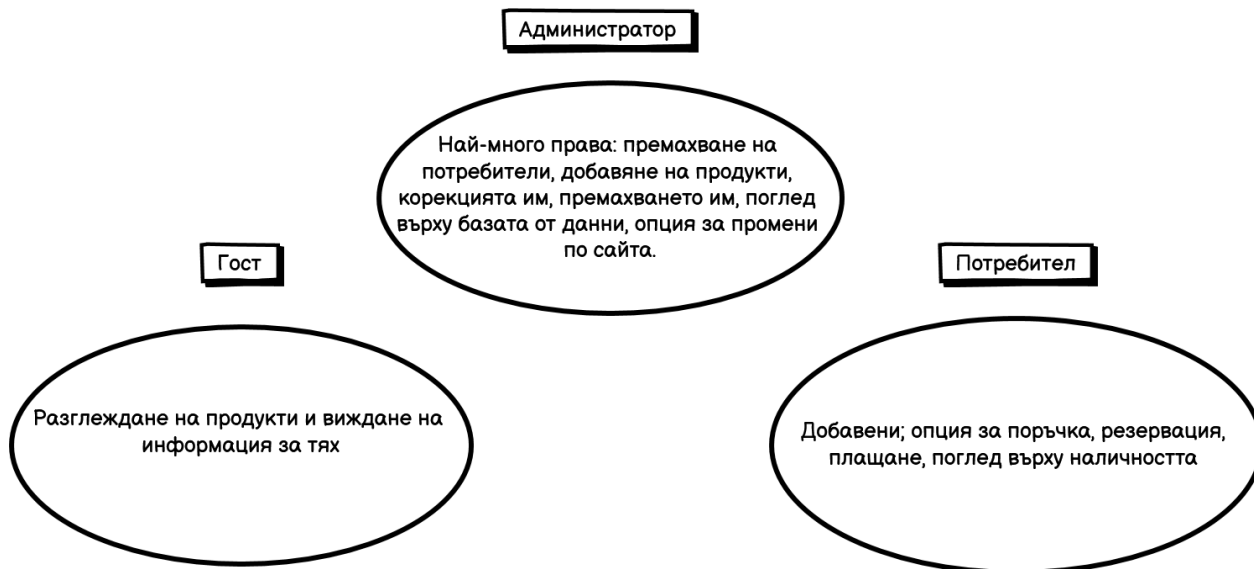 Администратор
Най-много права: премахване на
потребители, добавяне на продукти,
корекцията им, премахването им, поглед
върху базата от данни, опция за промени
по сайта.
Гост
Потребител
Разглеждане на продукти и виждане на
информация за тях
Добавени; опция за поръчка, резервация,
плащане, поглед върху наличността